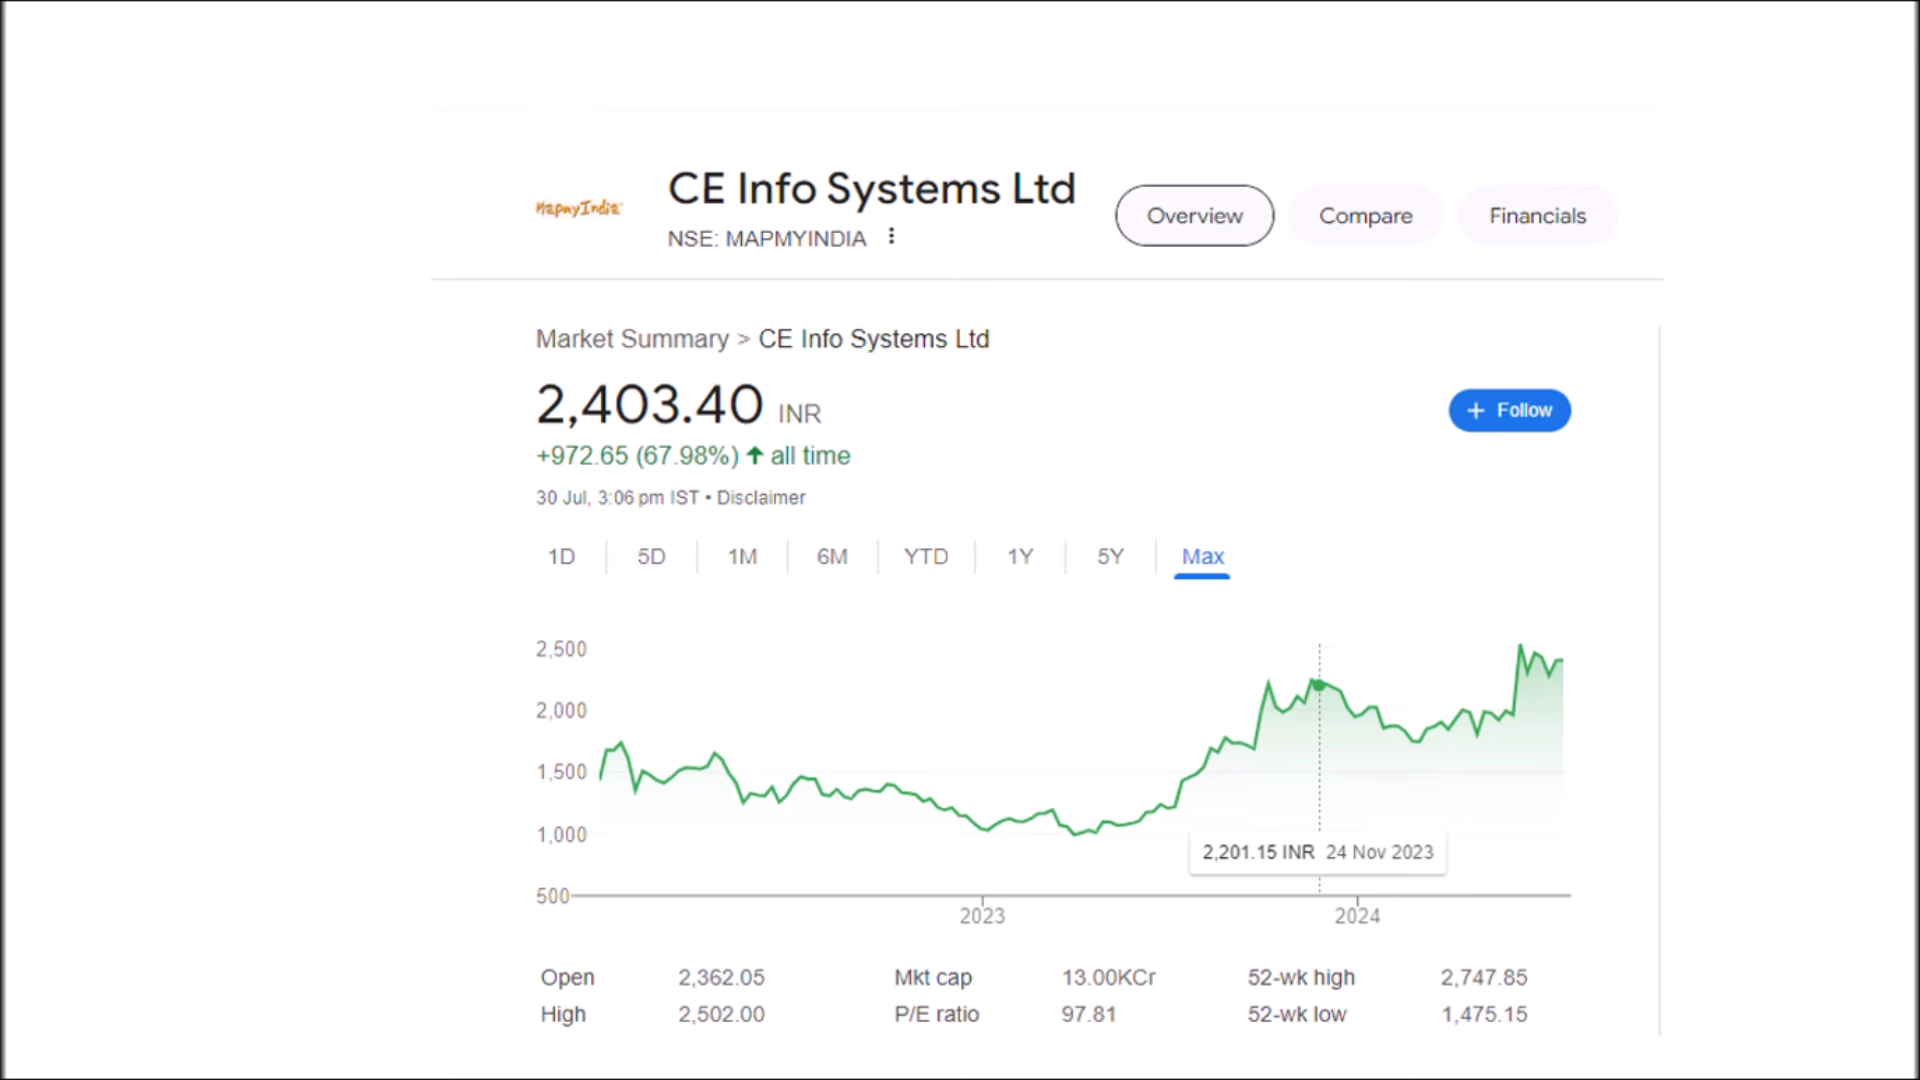 MapmyIndia
CE Info Systems Ltd
NSE: MAPMYINDIA
Overview
Compare
Financials
Market Summary > CE Info Systems Ltd
2,403.40 INR
+ Follow
+972.65 (67.98%) ↑ all time
30 Jul, 3:06 pm IST • Disclaimer
1D 5D 1M 6M YTD 1Y 5Y Max
2,500
2,000
1,500
1,000
500
2,201.15 INR 24 Nov 2023
2023 2024
Open 2,362.05 Mkt cap 13.00KCr 52-wk high 2,747.85
High 2,502.00 P/E ratio 97.81 52-wk low 1,475.15